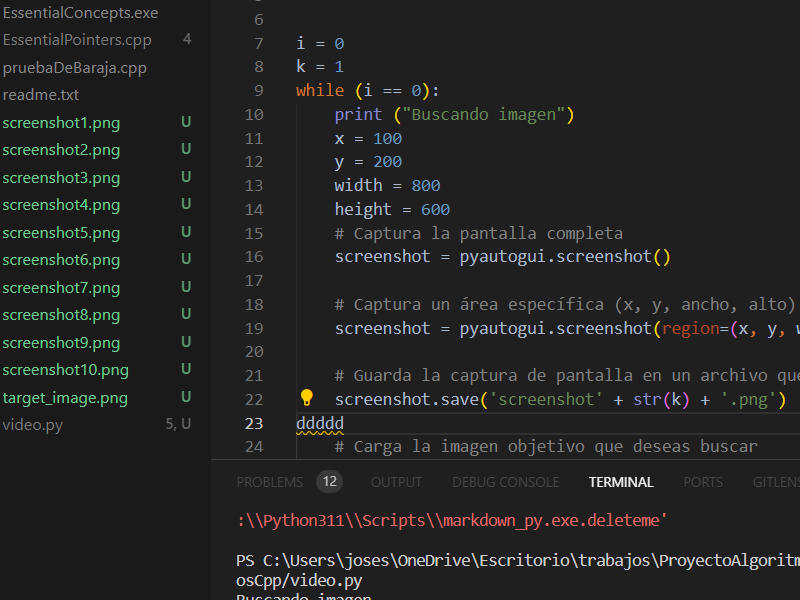 EssentialConcepts.exe
EssentialPointers.cpp 4
pruebaDeBaraja.cpp
readme.txt
screenshot1.png U
screenshot2.png U
screenshot3.png U
screenshot4.png U
screenshot5.png U
screenshot6.png U
screenshot7.png U
screenshot8.png U
screenshot9.png U
screenshot10.png U
target_image.png U
video.py 5, U
6
7 i = 0
8 k = 1
9 while (i == 0):
10 print ("Buscando imagen")
11 x = 100
12 y = 200
13 width = 800
14 height = 600
15 # Captura la pantalla completa
16 screenshot = pyautogui.screenshot()
17
18 # Captura un área específica (x, y, ancho, alto)
19 screenshot = pyautogui.screenshot(region=(x, y, w
20
21 # Guarda la captura de pantalla en un archivo que
22 screenshot.save('screenshot' + str(k) + '.png')
23 ddddd
24 # Carga la imagen objetivo que deseas buscar
PROBLEMS 12 OUTPUT DEBUG CONSOLE TERMINAL PORTS GITLENS
:\\Python311\\Scripts\\markdown_py.exe.deleteme'
PS C:\Users\joses\OneDrive\Escritorio\trabajos\ProyectoAlgoritm
osCpp/video.py
Buscando imagen